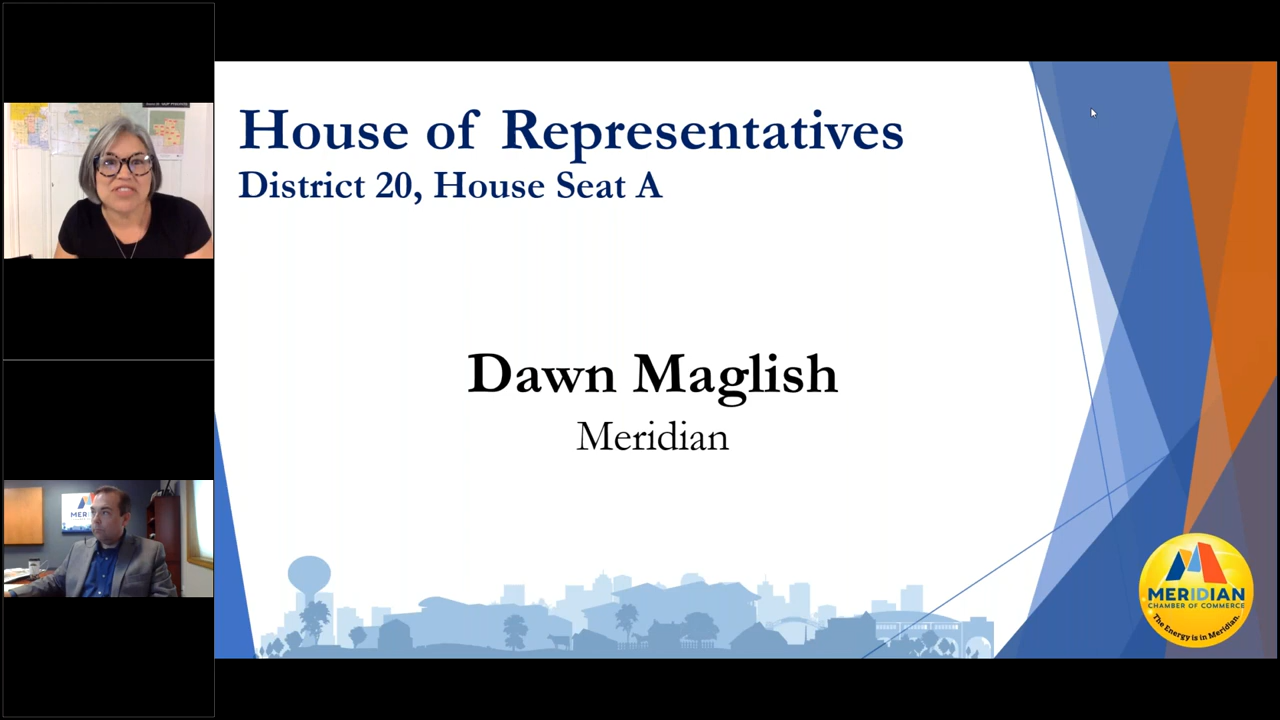 House of Representatives
District 20, House Seat A
Dawn Maglish
Meridian
MERIDIAN
CHAMBER OF COMMERCE
The Energy is in Meridian.
MER